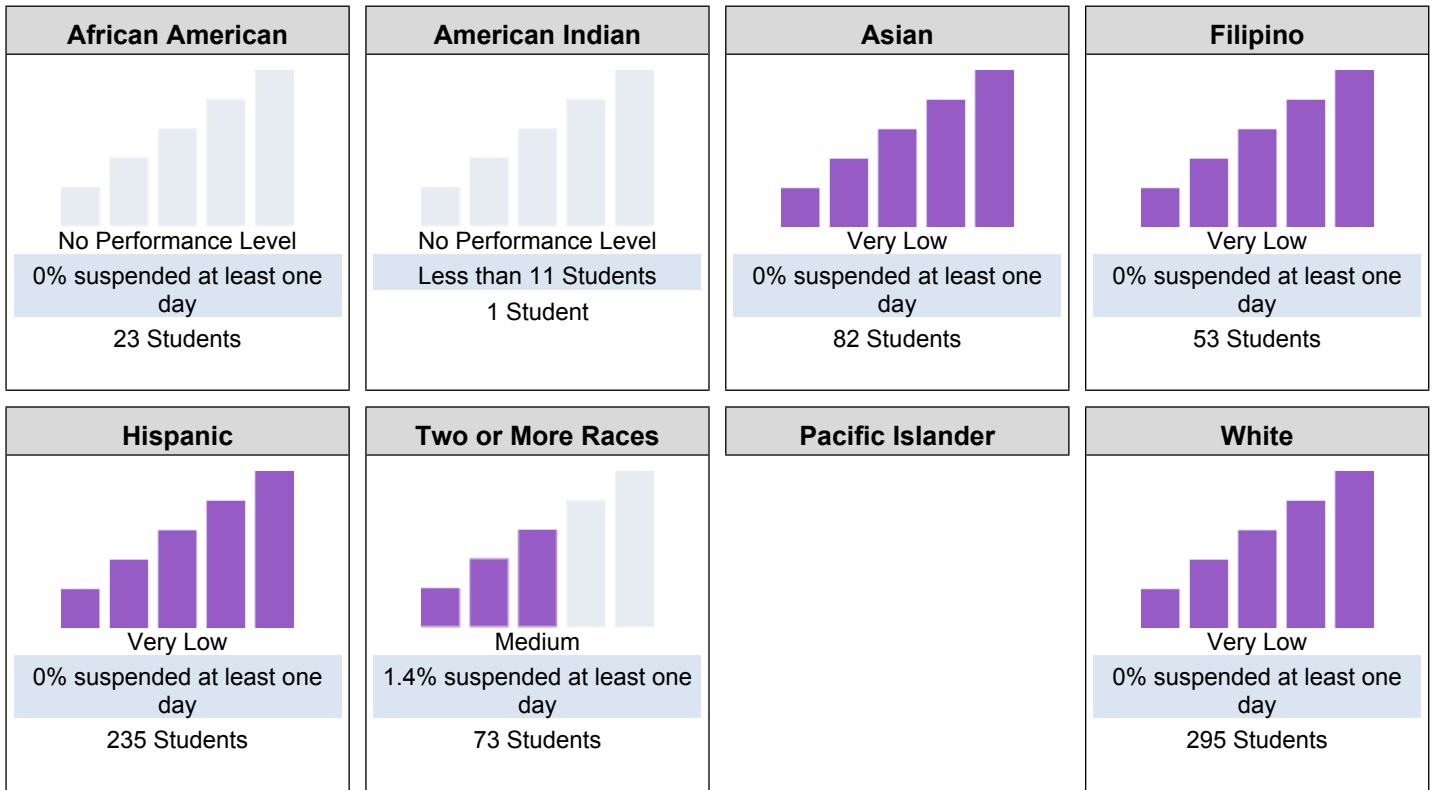 African American
No Performance Level
0% suspended at least one
day
23 Students
American Indian
No Performance Level
Less than 11 Students
1 Student
Asian
Very Low
0% suspended at least one
day
82 Students
Filipino
Very Low
0% suspended at least one
day
53 Students
Hispanic
Very Low
0% suspended at least one
day
235 Students
Two or More Races
Medium
1.4% suspended at least one
day
73 Students
Pacific Islander
White
Very Low
0% suspended at least one
day
295 Students